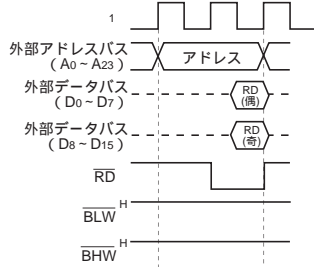 1
外部アドレスバス
( A0 ~ A23 )
アドレス
外部データバス
( D0 ~ D7 )
RD
(偶)
外部データバス
( D8 ~ D15 )
RD
(奇)
RD
BLW H
BHW H